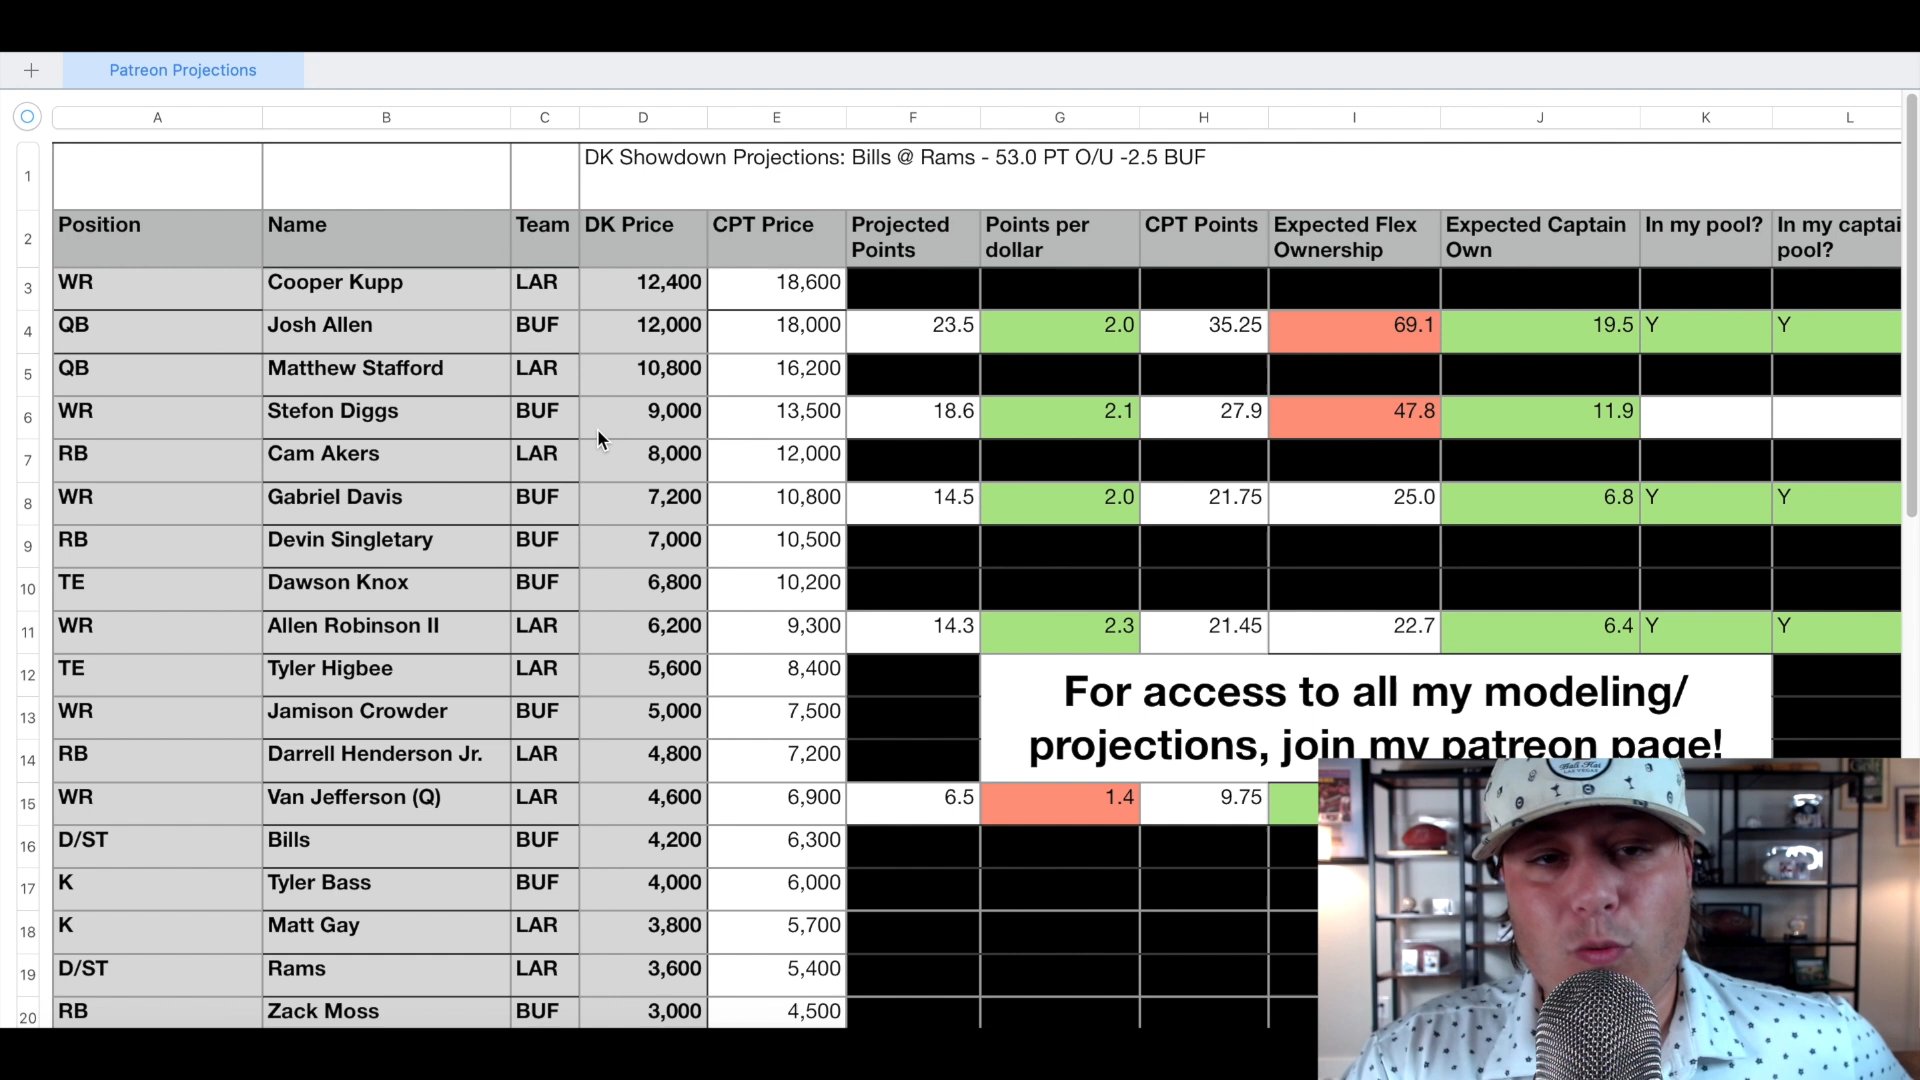 Patreon Projections
A B C D E F G H I J K L
1 DK Showdown Projections: Bills @ Rams - 53.0 PT O/U -2.5 BUF
2 Position Name Team DK Price CPT Price Projected Points Points per dollar CPT Points Expected Flex Ownership Expected Captain Own In my pool? In my captai pool?
3 WR Cooper Kupp LAR 12,400 18,600
4 QB Josh Allen BUF 12,000 18,000 23.5 2.0 35.25 69.1 19.5 Y Y
5 QB Matthew Stafford LAR 10,800 16,200
6 WR Stefon Diggs BUF 9,000 13,500 18.6 2.1 27.9 47.8 11.9
7 RB Cam Akers LAR 8,000 12,000
8 WR Gabriel Davis BUF 7,200 10,800 14.5 2.0 21.75 25.0 6.8 Y Y
9 RB Devin Singletary BUF 7,000 10,500
10 TE Dawson Knox BUF 6,800 10,200
11 WR Allen Robinson II LAR 6,200 9,300 14.3 2.3 21.45 22.7 6.4 Y Y
12 TE Tyler Higbee LAR 5,600 8,400
For access to all my modeling/
13 WR Jamison Crowder BUF 5,000 7,500
projections, join my patreon page!
14 RB Darrell Henderson Jr. LAR 4,800 7,200
15 WR Van Jefferson (Q) LAR 4,600 6,900 6.5 1.4 9.75
16 D/ST Bills BUF 4,200 6,300
17 K Tyler Bass BUF 4,000 6,000
18 K Matt Gay LAR 3,800 5,700
19 D/ST Rams LAR 3,600 5,400
20 RB Zack Moss BUF 3,000 4,500